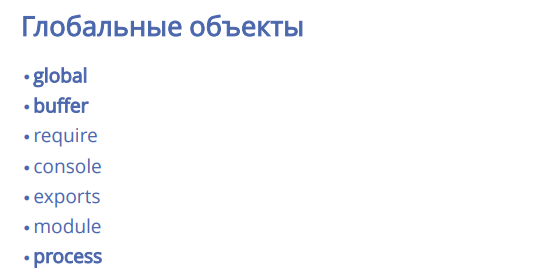 Глобальные объекты
• global
• buffer
• require
• console
• exports
• module
• process